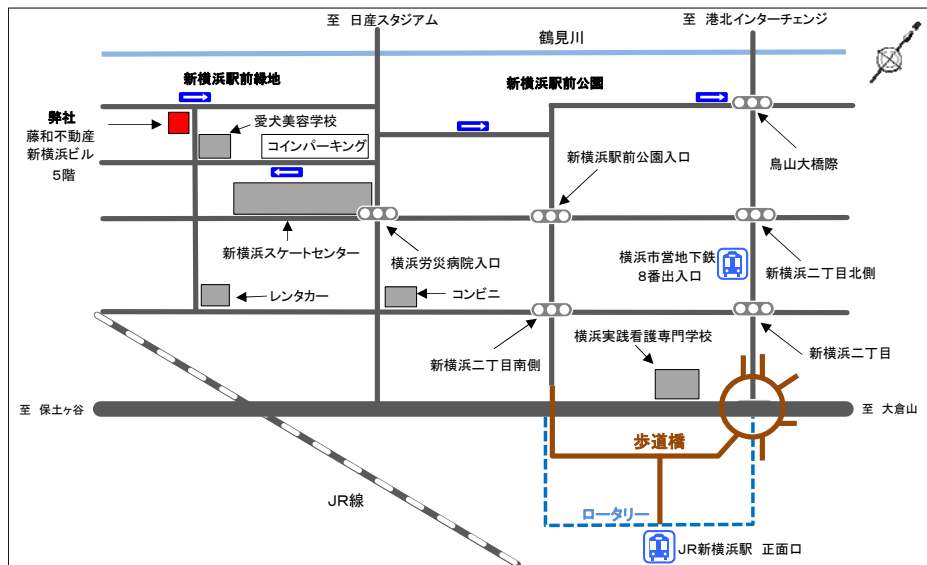 至 日産スタジアム
至 港北インターチェンジ
鶴見川
新横浜駅前緑地
新横浜駅前公園
弊社
藤和不動産
新横浜ビル
５階
愛犬美容学校
コインパーキング
新横浜駅前公園入口
鳥山大橋際
新横浜スケートセンター
横浜労災病院入口
横浜市営地下鉄
８番出入口
新横浜二丁目北側
レンタカー
コンビニ
新横浜二丁目南側
横浜実践看護専門学校
新横浜二丁目
至 保土ヶ谷
至 大倉山
歩道橋
JR線
ロータリー
JR新横浜駅 正面口